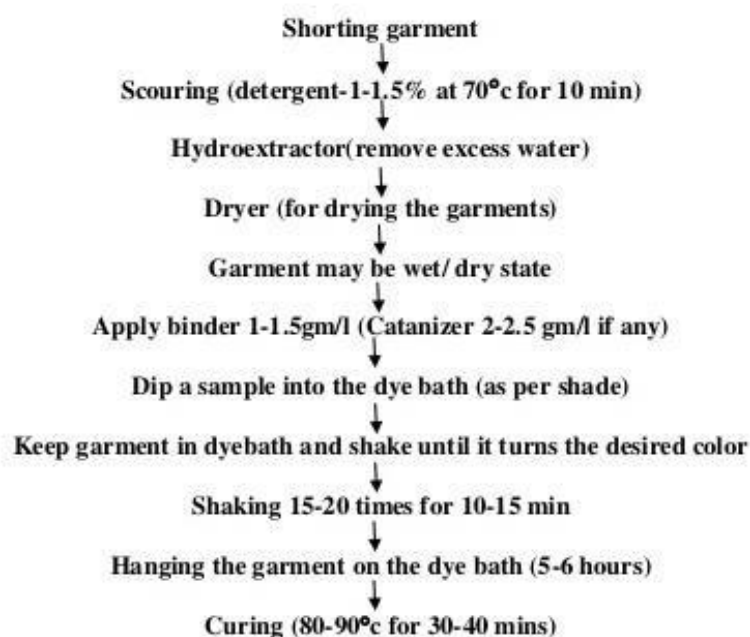 Shorting garment
Scouring (detergent-1-1.5% at 70°c for 10 min)
Hydroextractor(remove excess water)
Dryer (for drying the garments)
Garment may be wet/ dry state
Apply binder 1-1.5gm/l (Catanizer 2-2.5 gm/l if any)
Dip a sample into the dye bath (as per shade)
Keep garment in dyebath and shake until it turns the desired color
Shaking 15-20 times for 10-15 min
Hanging the garment on the dye bath (5-6 hours)
Curing (80-90°c for 30-40 mins)